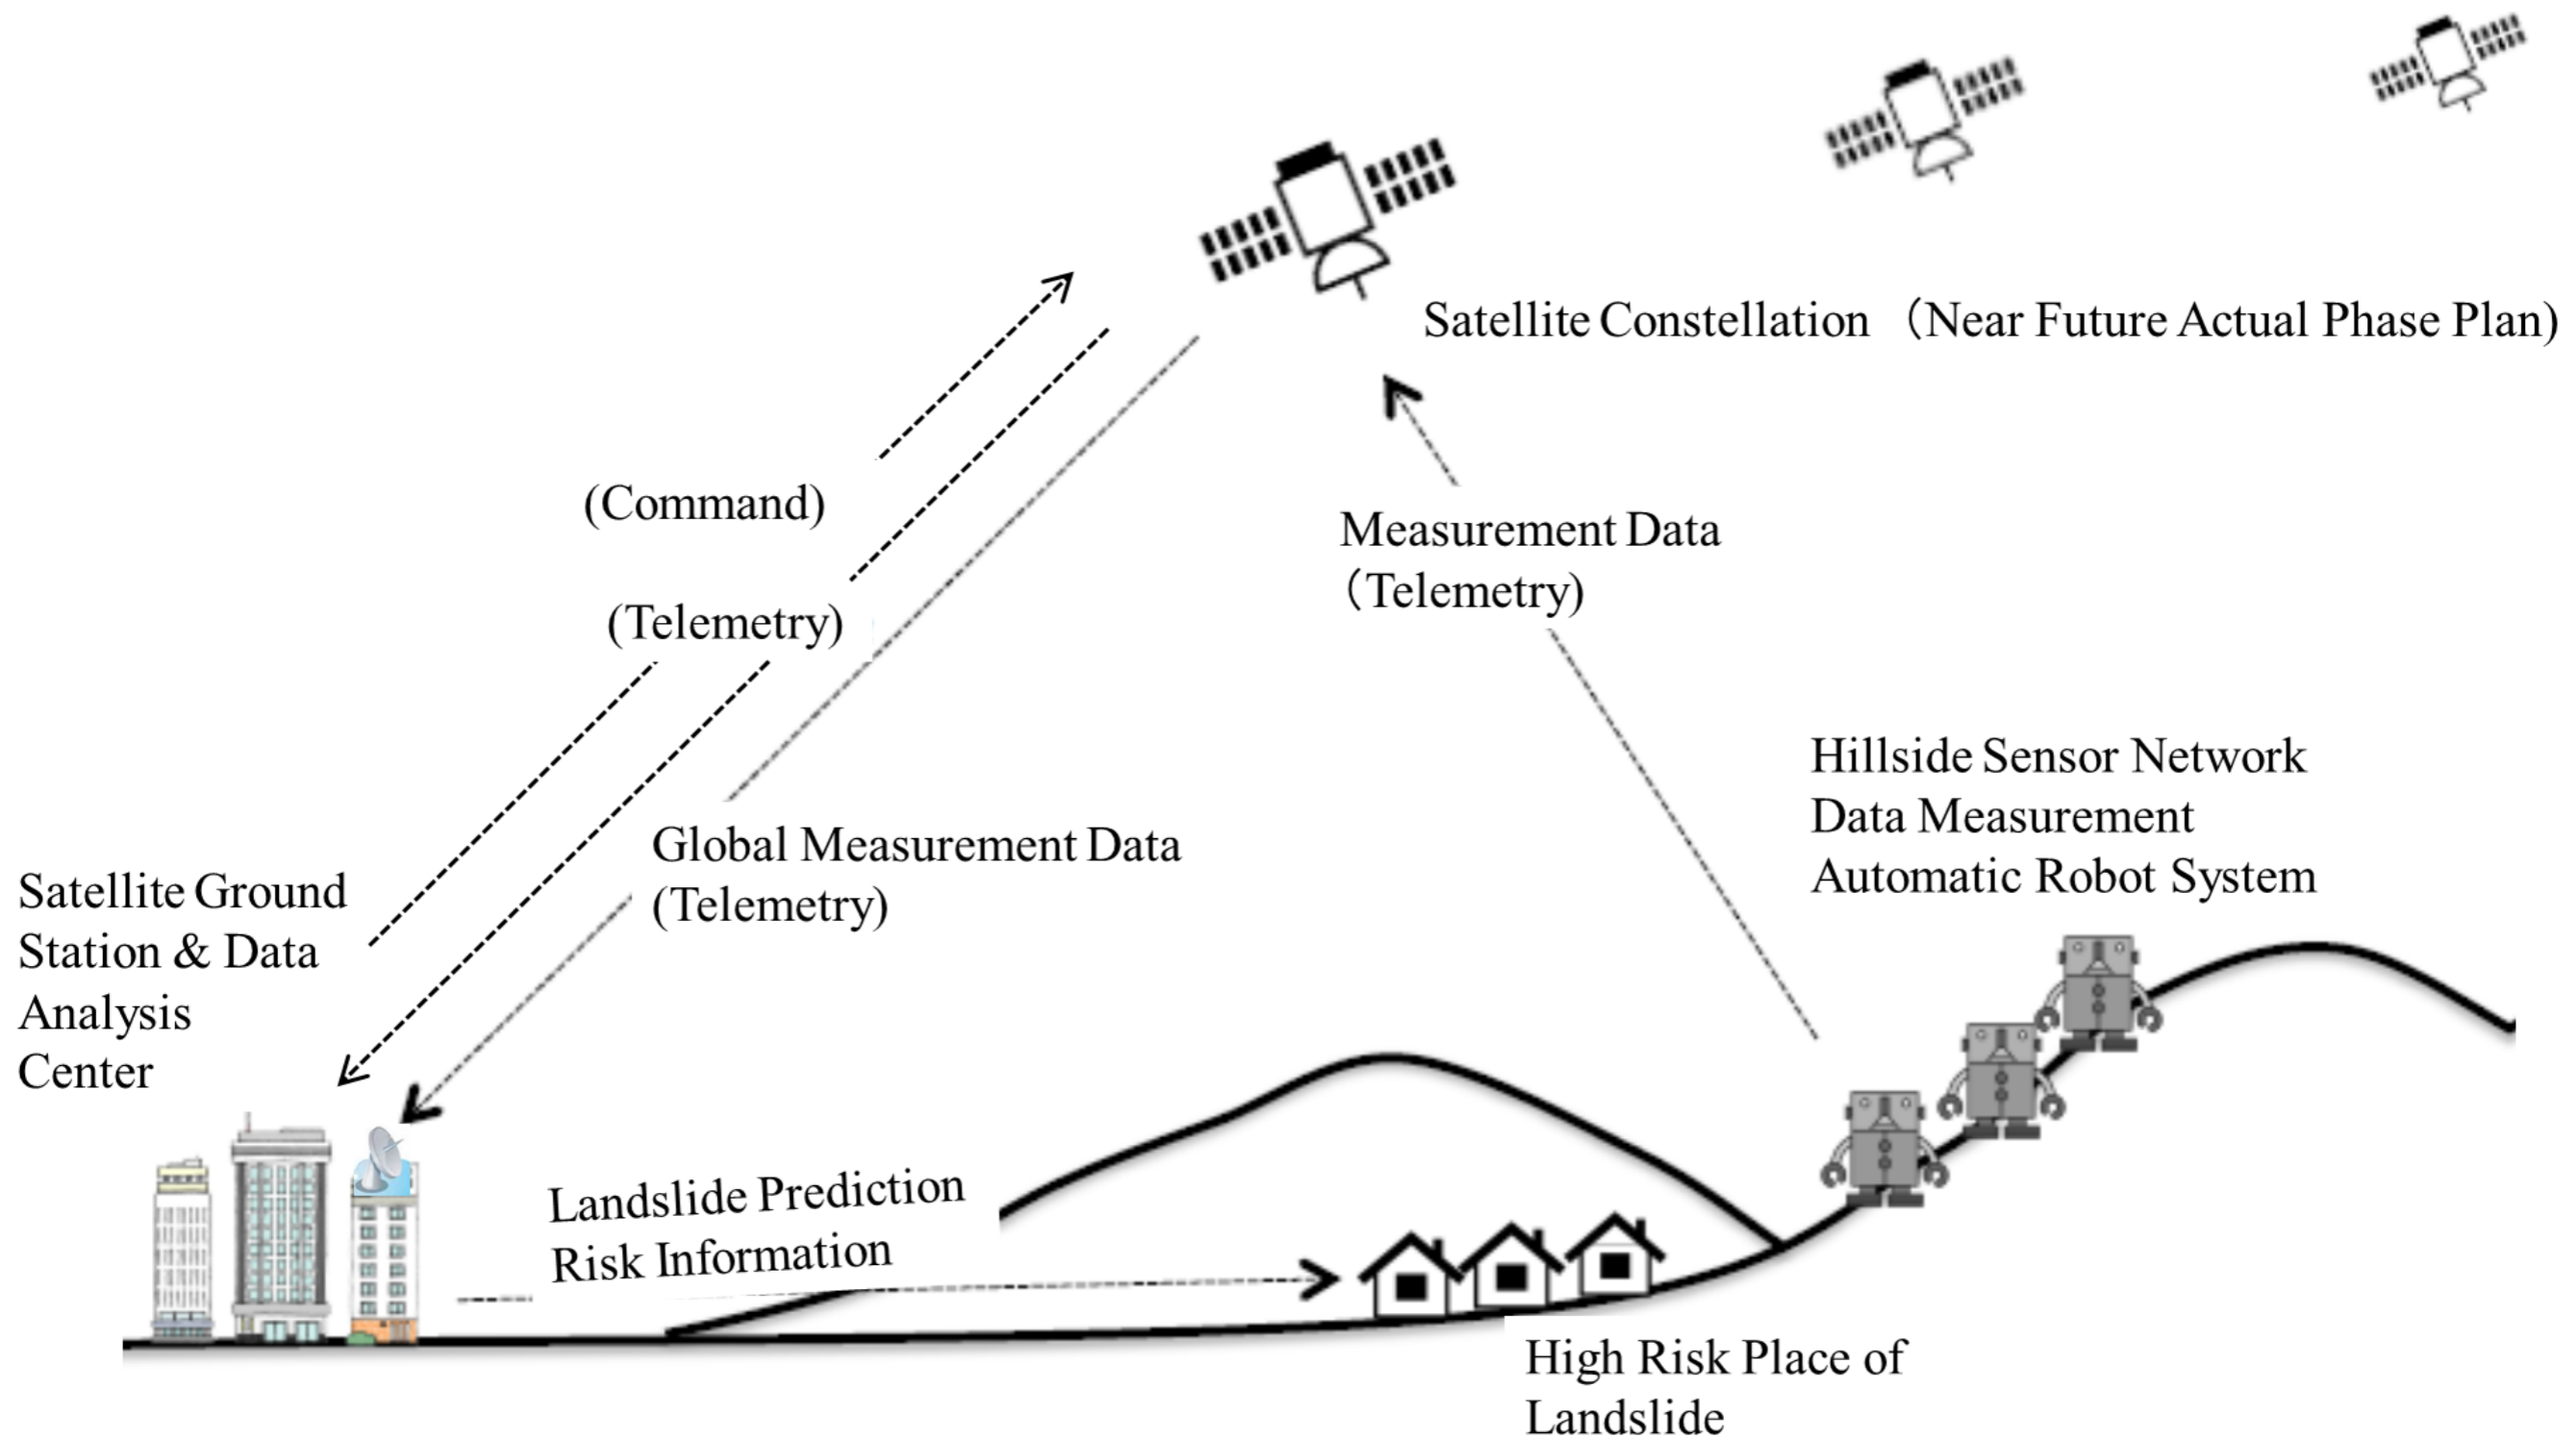 Satellite Constellation （Near Future Actual Phase Plan)
(Command)
(Telemetry)
Measurement Data
（Telemetry)
Hillside Sensor Network
Data Measurement
Automatic Robot System
Global Measurement Data
(Telemetry)
Satellite Ground
Station & Data
Analysis
Center
Landslide Prediction
Risk Information
High Risk Place of
Landslide